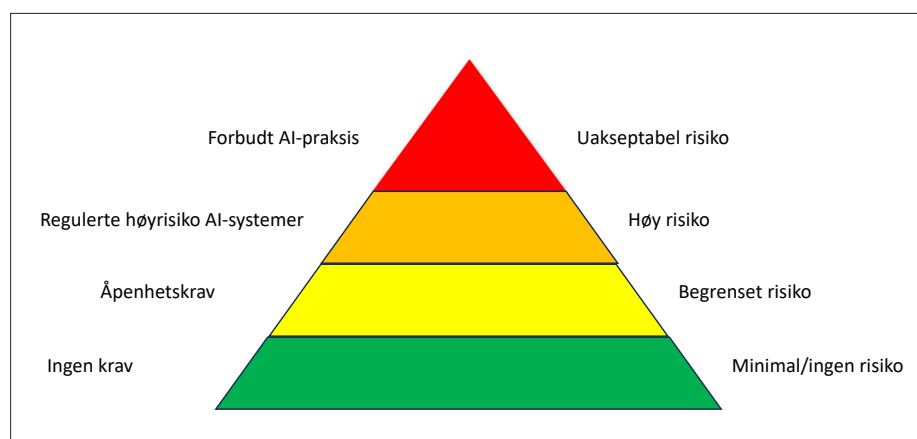 Forbudt AI-praksis
Uakseptabel risiko
Regulerte høyrisiko AI-systemer
Høy risiko
Åpenhetskrav
Begrenset risiko
Ingen krav
Minimal/ingen risiko